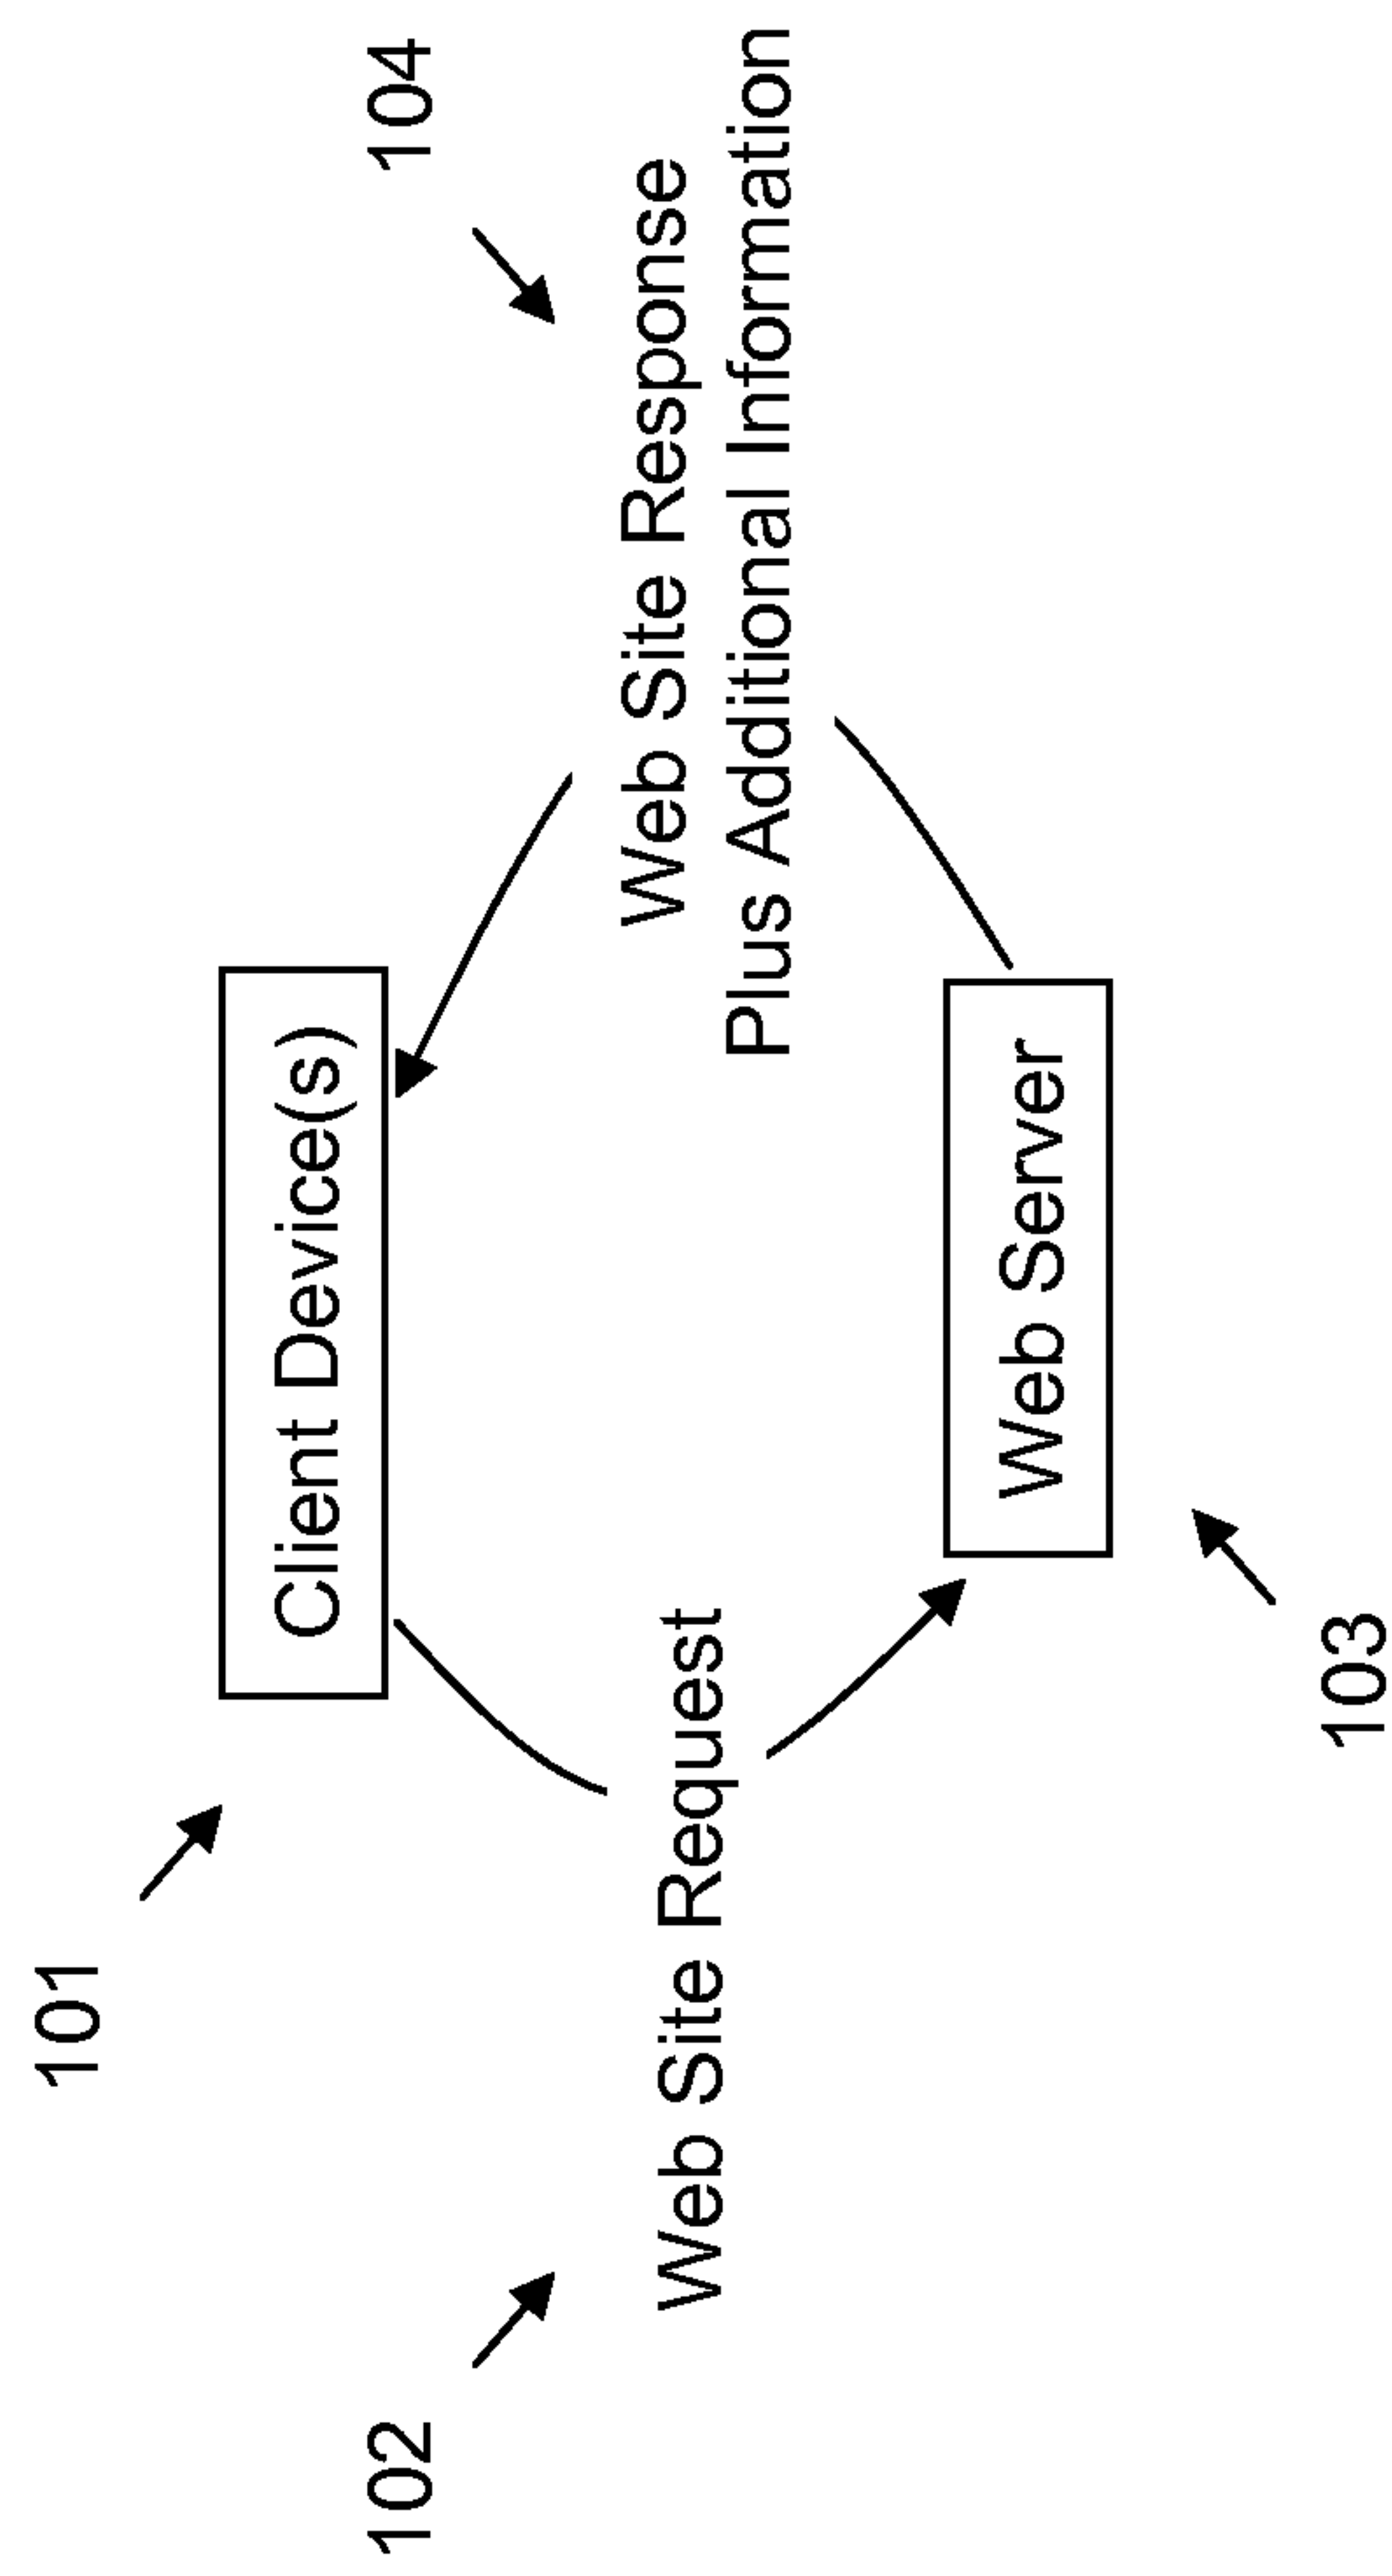 101
Client Device(s)
102
104
Web Site Request
Web Site Response
Plus Additional Information
Web Server
103